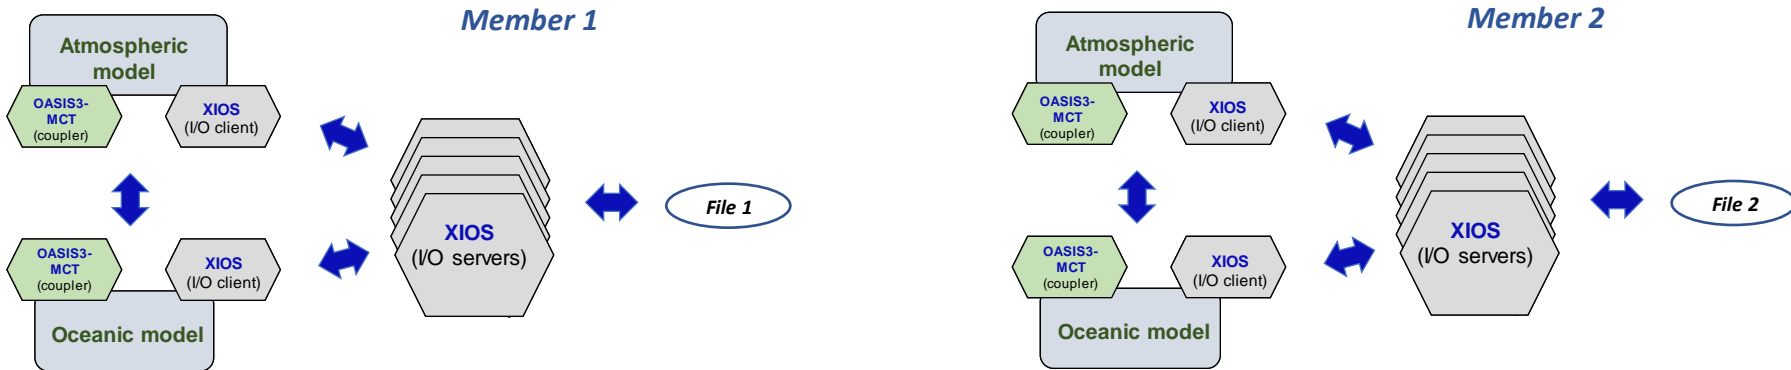 Member 1
Atmospheric
model
OASIS3-
MCT
(coupler)
XIOS
(I/O client)
XIOS
(I/O servers)
File 1
OASIS3-
MCT
(coupler)
XIOS
(I/O client)
Oceanic model
Member 2
Atmospheric
model
OASIS3-
MCT
(coupler)
XIOS
(I/O client)
XIOS
(I/O servers)
File 2
OASIS3-
MCT
(coupler)
XIOS
(I/O client)
Oceanic model